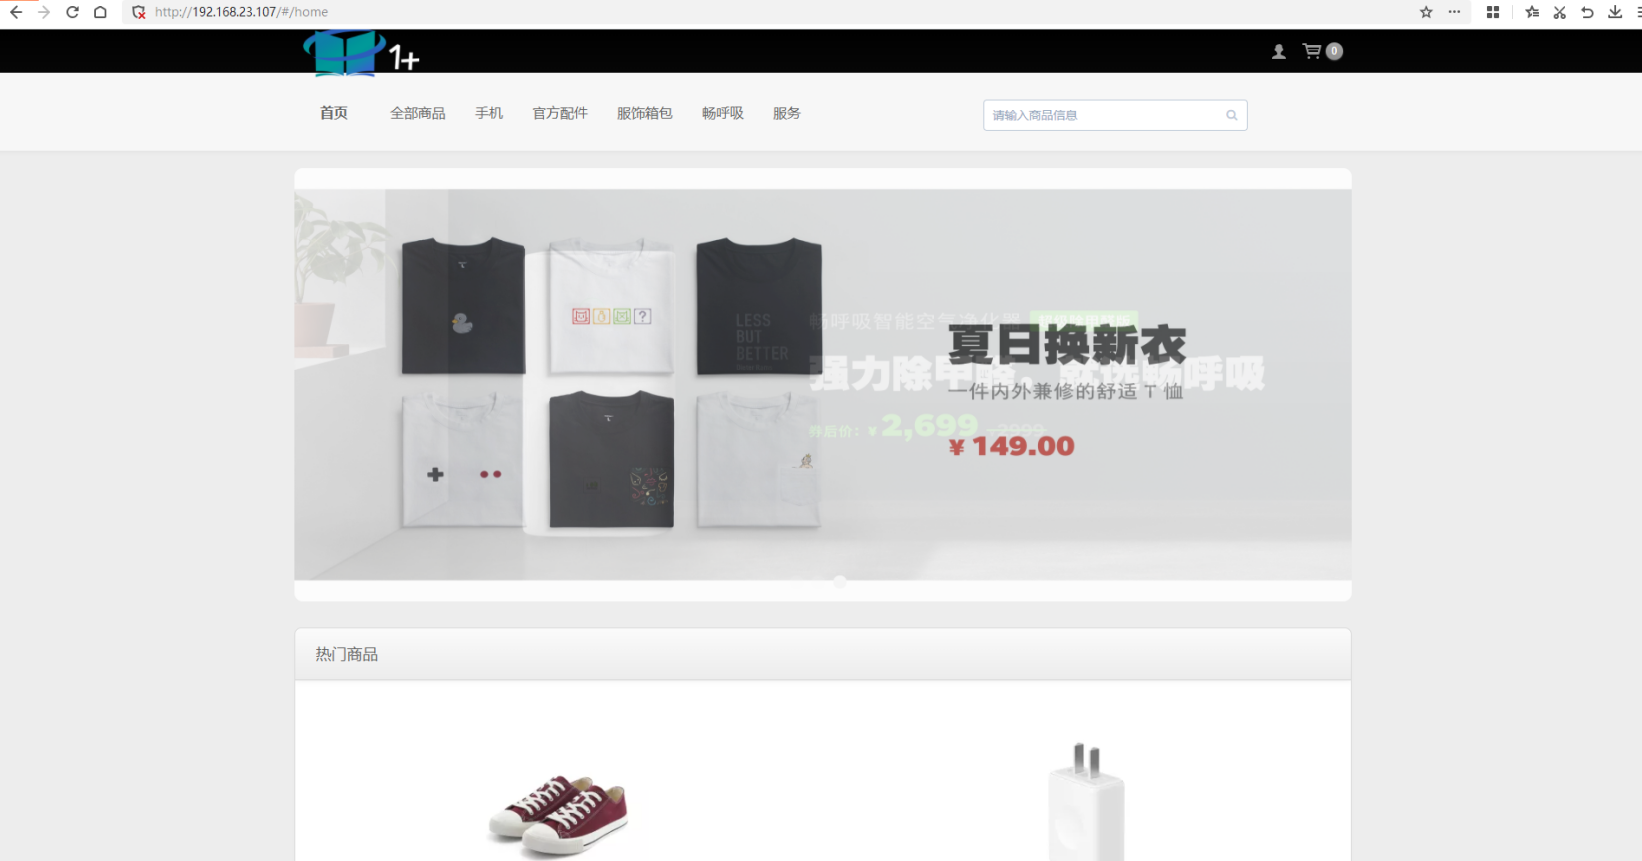 http://192.168.23.107/#/home
1+
0
首页 全部商品 手机 官方配件 服饰箱包 畅呼吸 服务
请输入商品信息
LESS
BUT
BETTER
?
畅呼吸智能空气净化器
强力除甲醛，就选畅呼吸
券后价：¥ 2,699 ¥2999
夏日换新衣
一件内外兼修的舒适 T 恤
¥ 149.00
热门商品